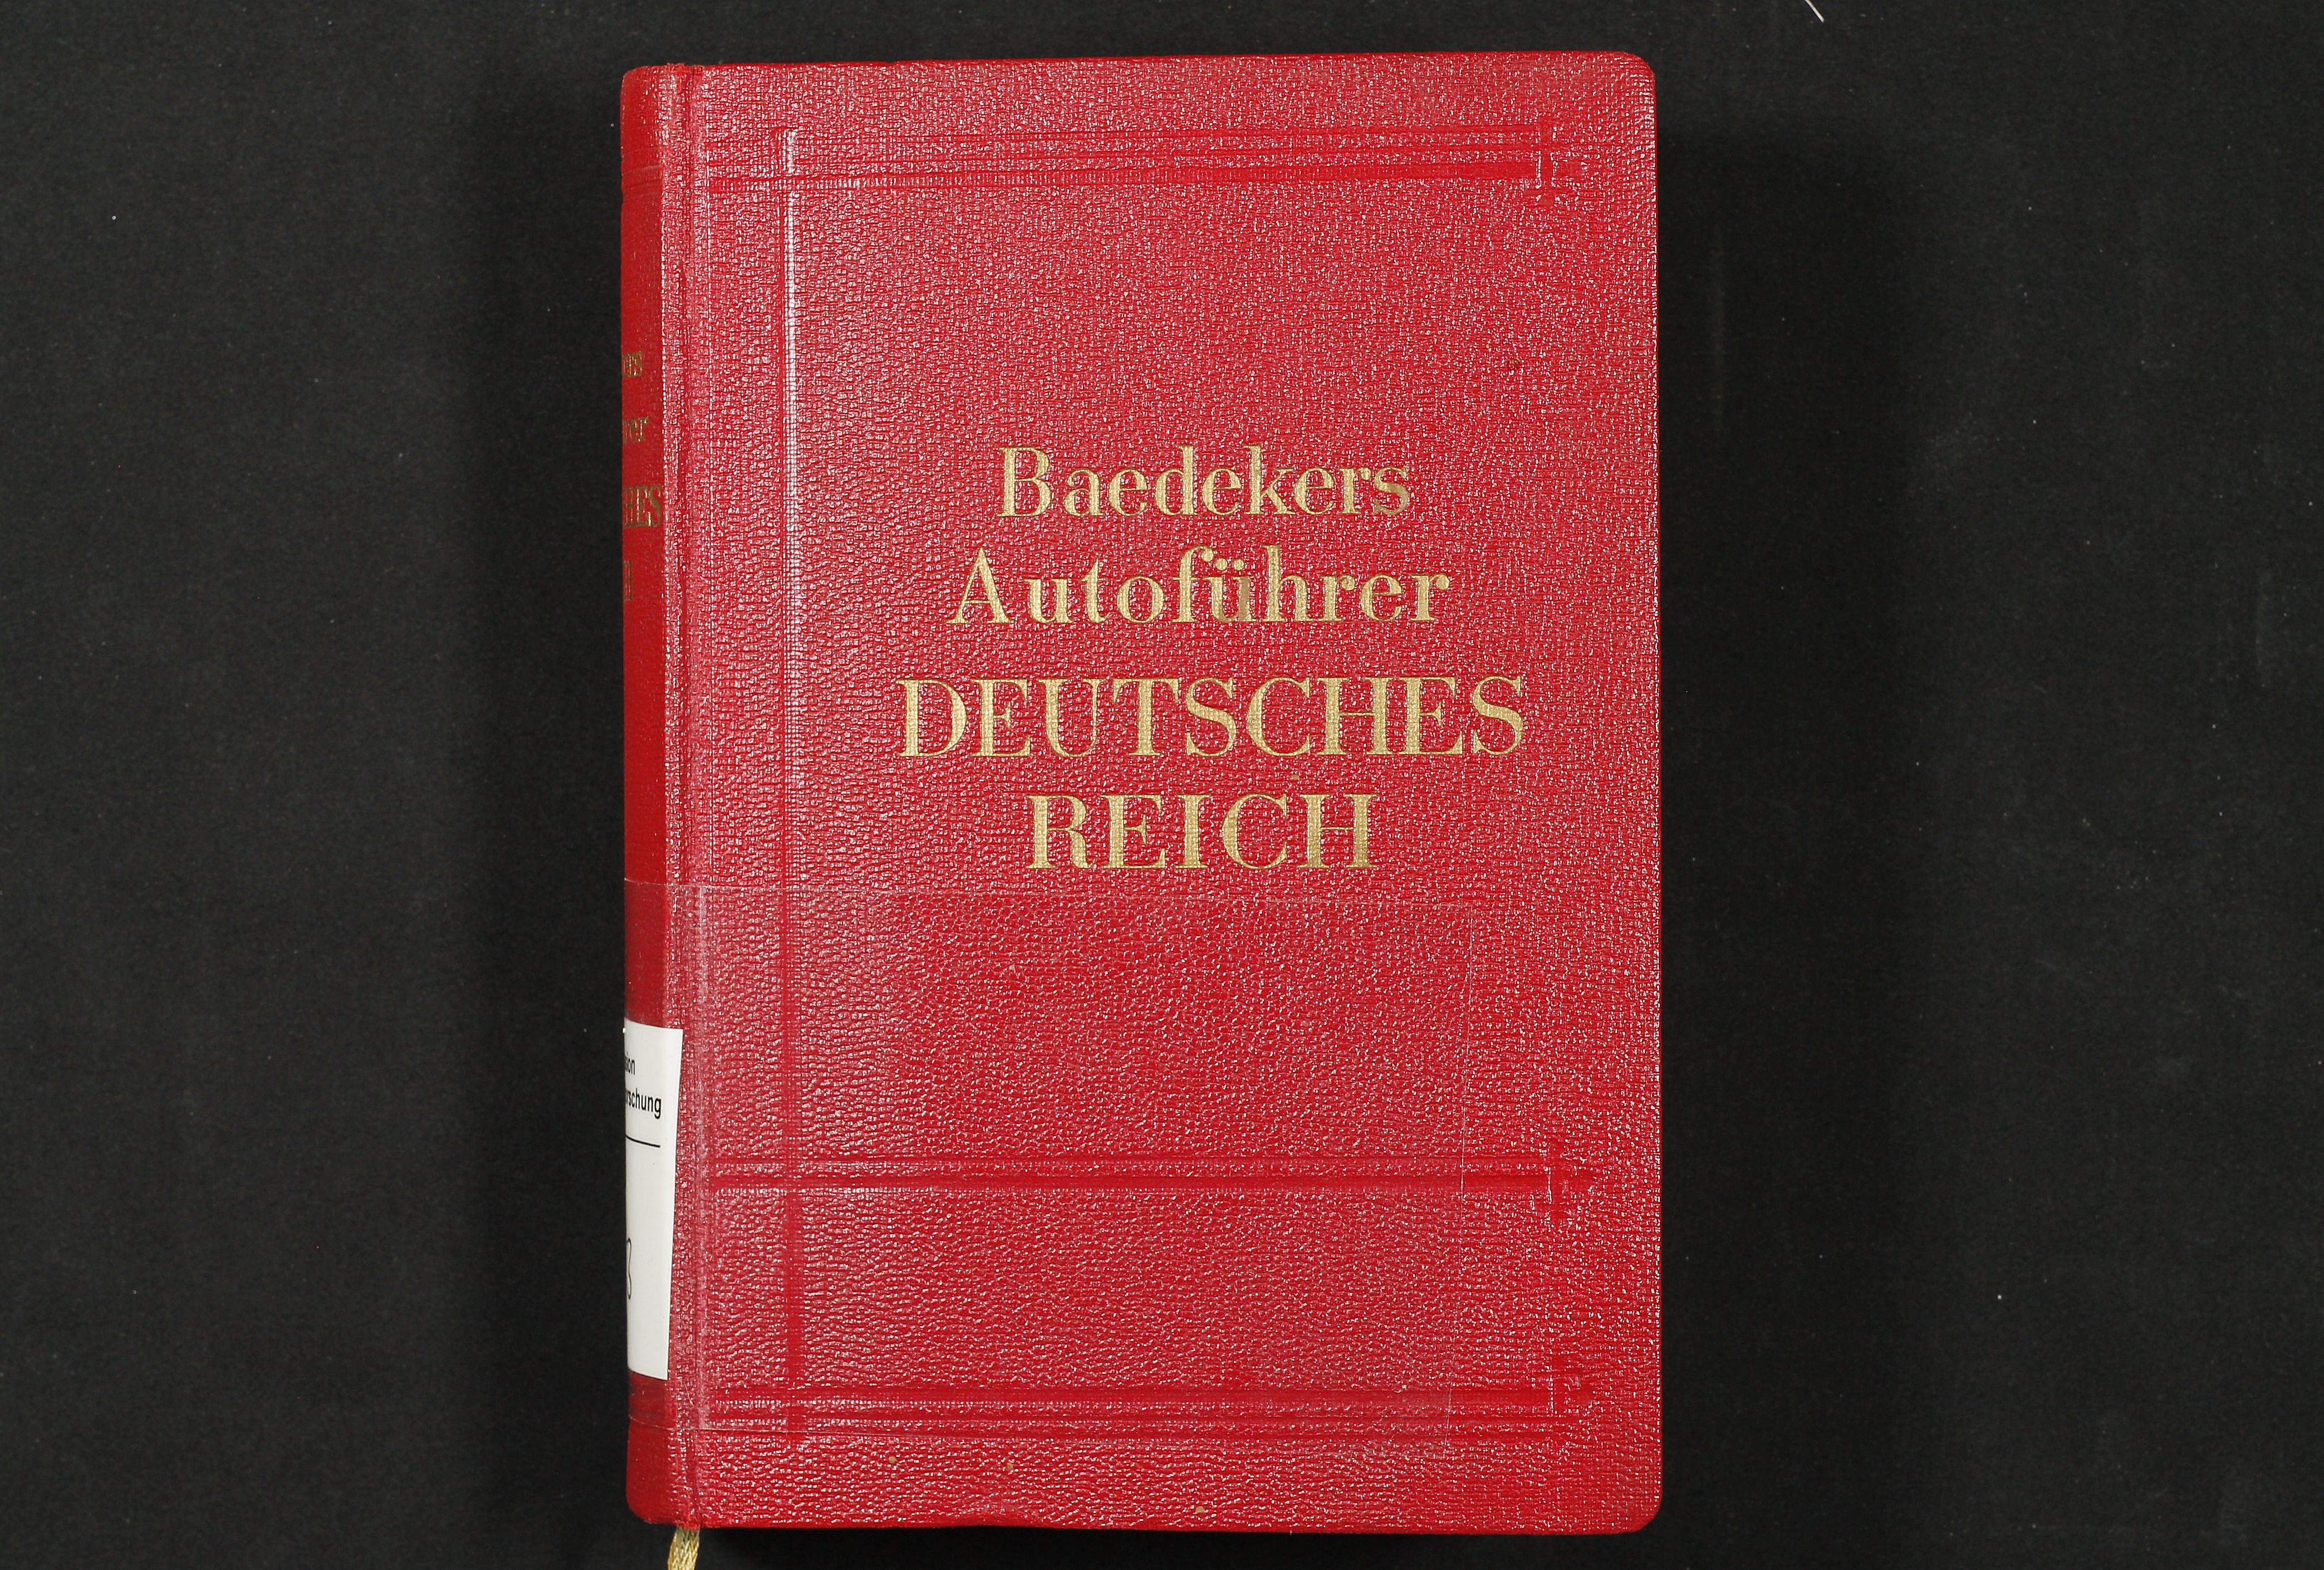 Baedekers
Autoführer
DEUTSCHES
REICH